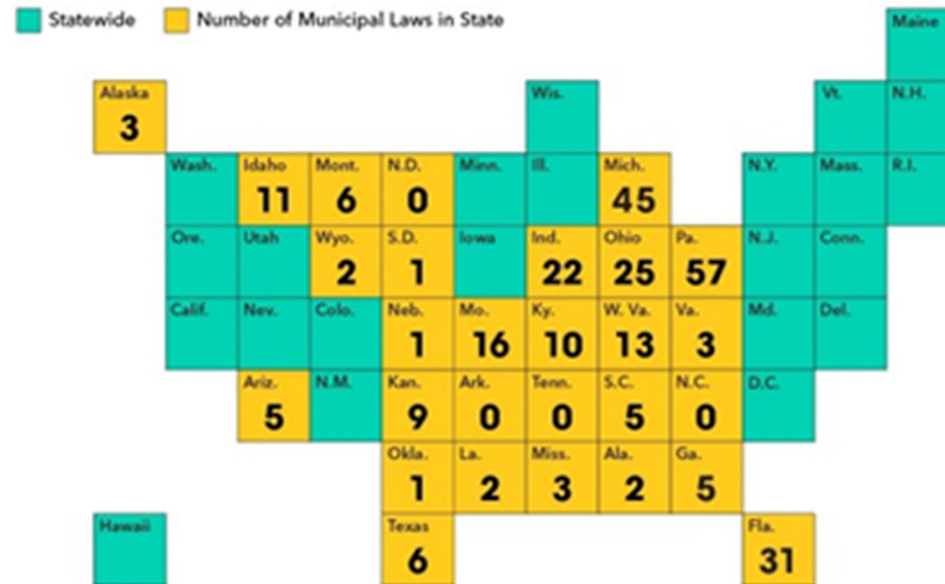 Statewide Number of Municipal Laws in State
Maine
Alaska Wis. Vt. N.H.
3
Wash. Idaho Mont. N.D. Minn. Ill. Mich. N.Y. Mass. R.I.
11 6 0 45
Ore. Utah Wyo. S.D. Iowa Ind. Ohio Pa. N.J. Conn.
2 1 22 25 57
Calif. Nev. Colo. Neb. Mo. Ky. W. Va. Va. Md. Del.
1 16 10 13 3
Ariz. N.M. Kan. Ark. Tenn. S.C. N.C. D.C.
5 9 0 0 5 0
Okla. La. Miss. Ala. Ga.
1 2 3 2 5
Hawaii Texas Fla.
6 31